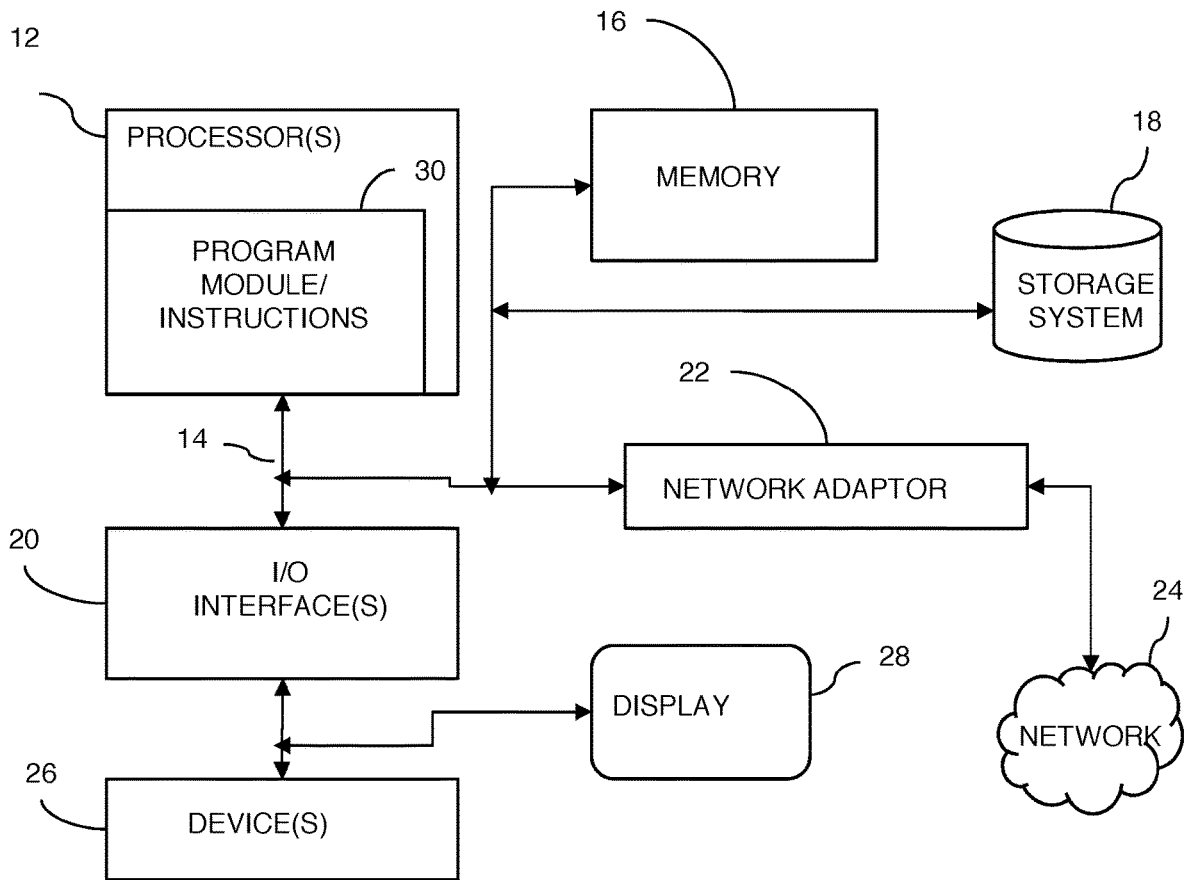 12
16
18
PROCESSOR(S)
30
MEMORY
PROGRAM
MODULE/
INSTRUCTIONS
STORAGE
SYSTEM
22
14
NETWORK ADAPTOR
20
I/O
INTERFACE(S)
24
28
DISPLAY
NETWORK
26
DEVICE(S)